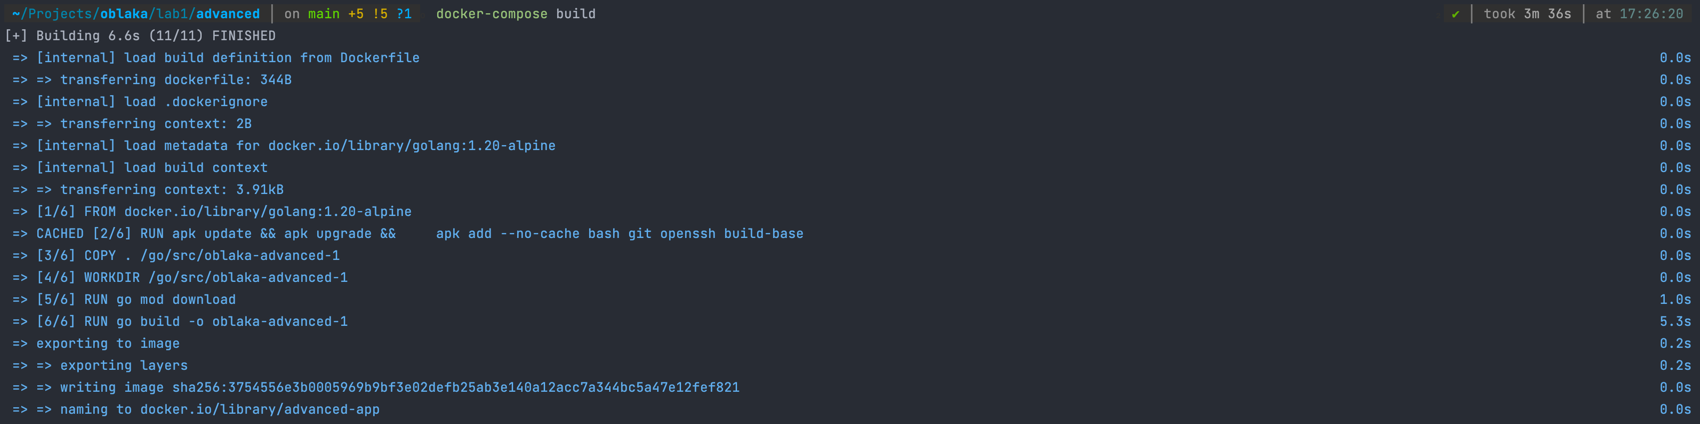 ~/Projects/oblaka/lab1/advanced | on main +5 !5 ?1 docker-compose build ✔ | took 3m 36s | at 17:26:20
[+] Building 6.6s (11/11) FINISHED
=> [internal] load build definition from Dockerfile 0.0s
=> => transferring dockerfile: 344B 0.0s
=> [internal] load .dockerignore 0.0s
=> => transferring context: 2B 0.0s
=> [internal] load metadata for docker.io/library/golang:1.20-alpine 0.0s
=> [internal] load build context 0.0s
=> => transferring context: 3.91kB 0.0s
=> [1/6] FROM docker.io/library/golang:1.20-alpine 0.0s
=> CACHED [2/6] RUN apk update && apk upgrade &&     apk add --no-cache bash git openssh build-base 0.0s
=> [3/6] COPY . /go/src/oblaka-advanced-1 0.0s
=> [4/6] WORKDIR /go/src/oblaka-advanced-1 0.0s
=> [5/6] RUN go mod download 1.0s
=> [6/6] RUN go build -o oblaka-advanced-1 5.3s
=> exporting to image 0.2s
=> => exporting layers 0.2s
=> => writing image sha256:3754556e3b0005969b9bf3e02defb25ab3e140a12acc7a344bc5a47e12fef821 0.0s
=> => naming to docker.io/library/advanced-app 0.0s